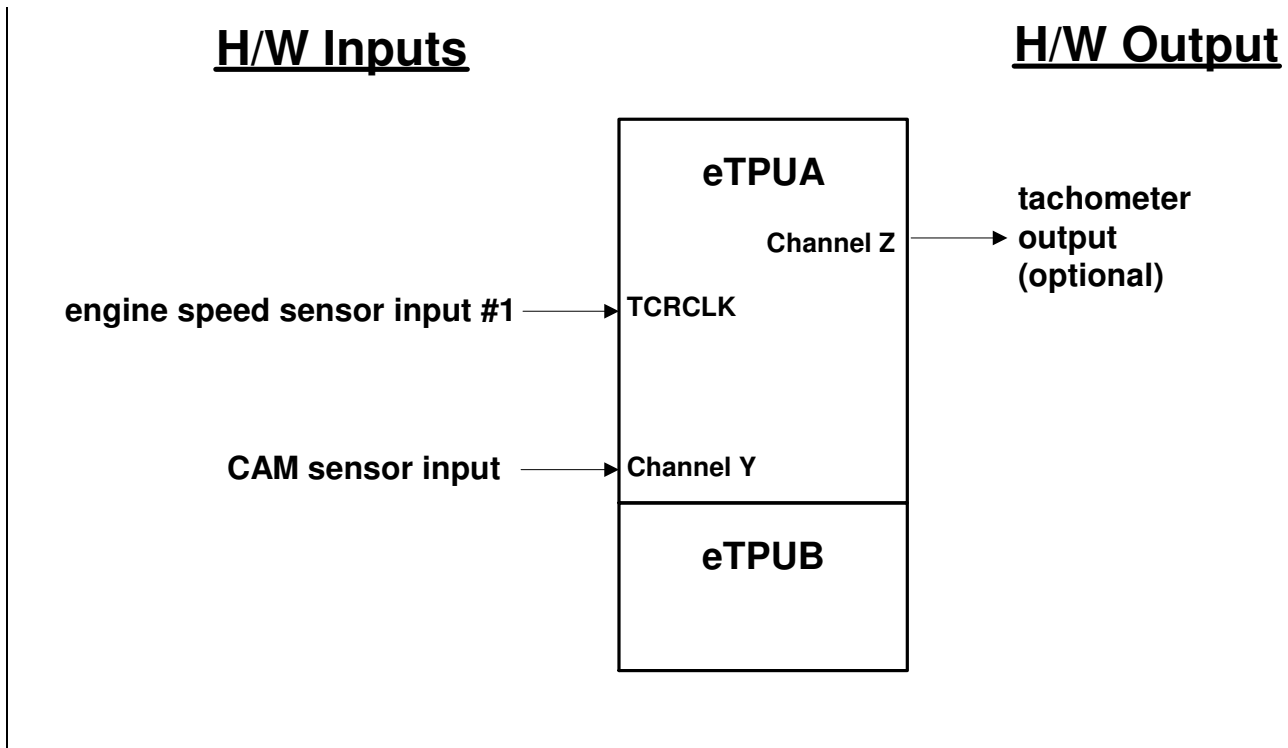 H/W Inputs
H/W Output
eTPUA
Channel Z
tachometer
output
(optional)
engine speed sensor input #1
TCRCLK
CAM sensor input
Channel Y
eTPUB